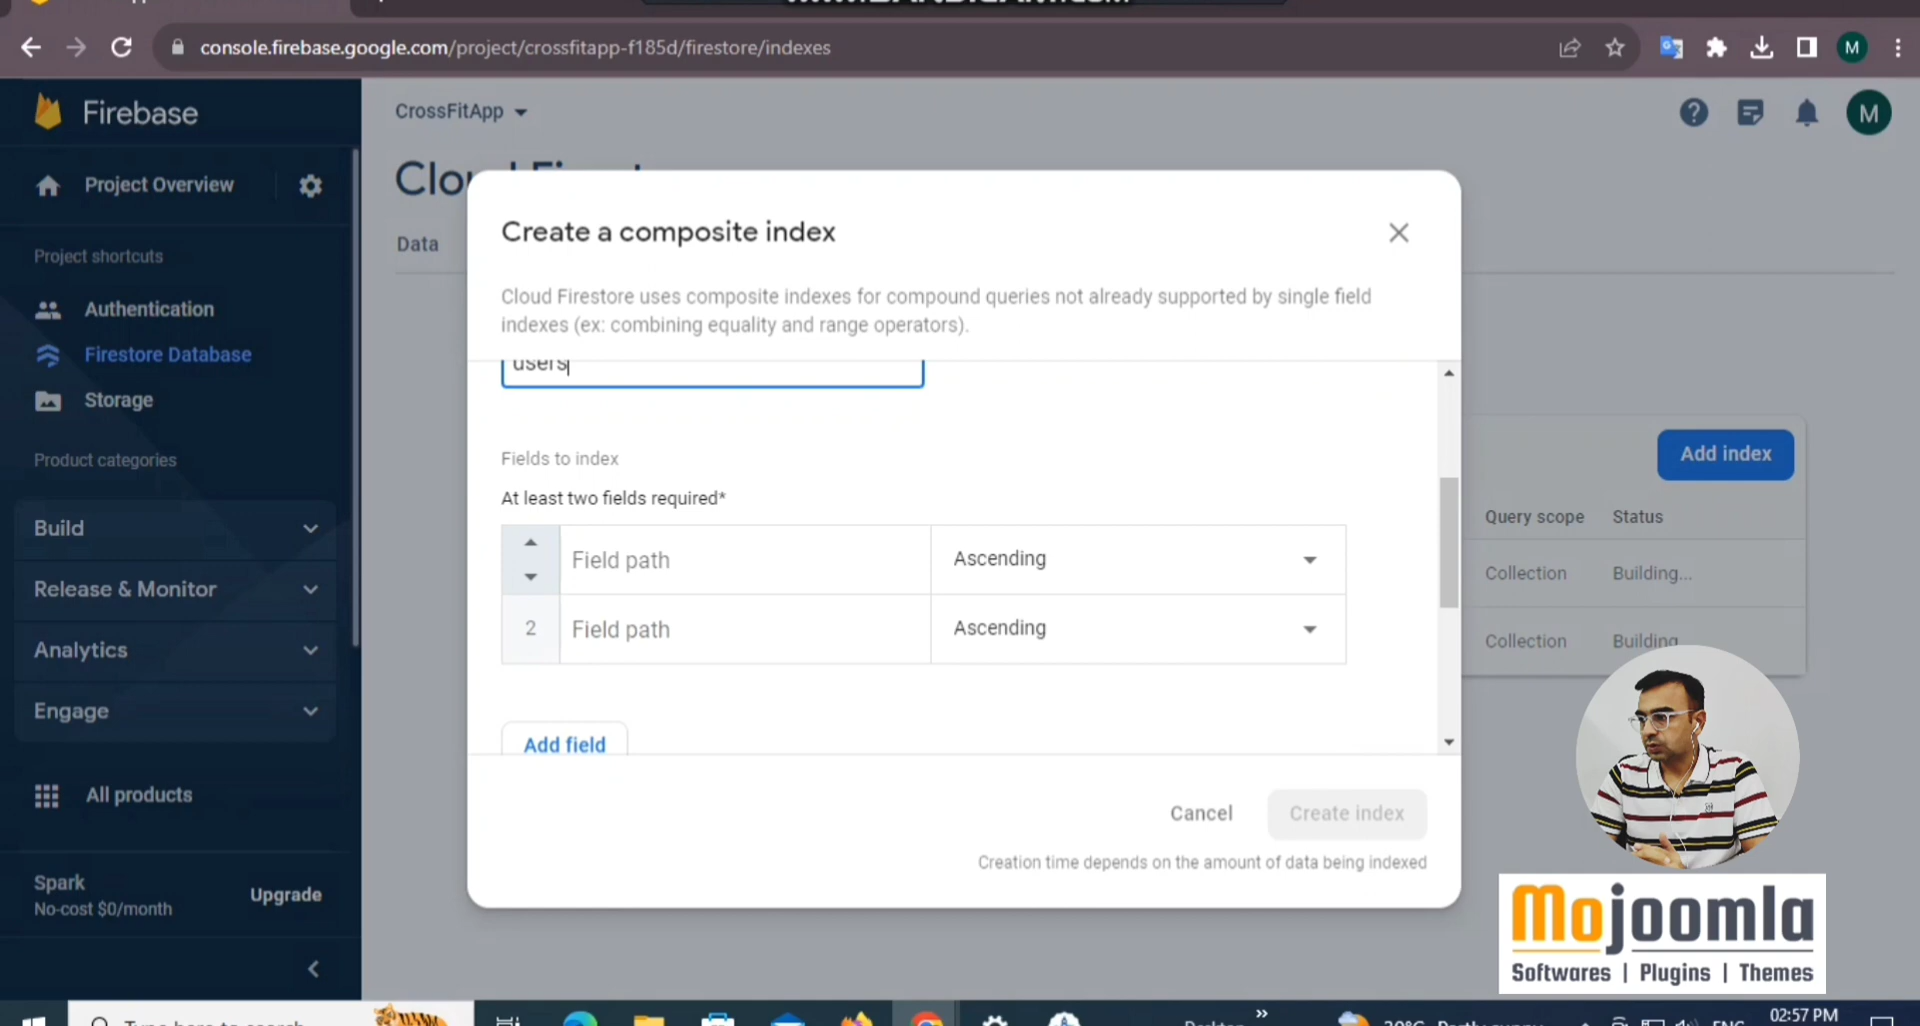 console.firebase.google.com/project/crossfitapp-f185d/firestore/indexes
M
Firebase
CrossFitApp
M
Project Overview
Project shortcuts
Data
Authentication
Firestore Database
Storage
Product categories
Build
Release & Monitor
Analytics
Engage
All products
Spark
No-cost $0/month
Upgrade
Create a composite index
Cloud Firestore uses composite indexes for compound queries not already supported by single field
indexes (ex: combining equality and range operators).
users
Fields to index
At least two fields required*
Field path
Ascending
2
Field path
Ascending
Add field
Cancel
Create index
Creation time depends on the amount of data being indexed
Add index
Query scope
Status
Collection
Building...
Collection
Building
Mojoomla
Softwares | Plugins | Themes
Type here to search
02:57 PM